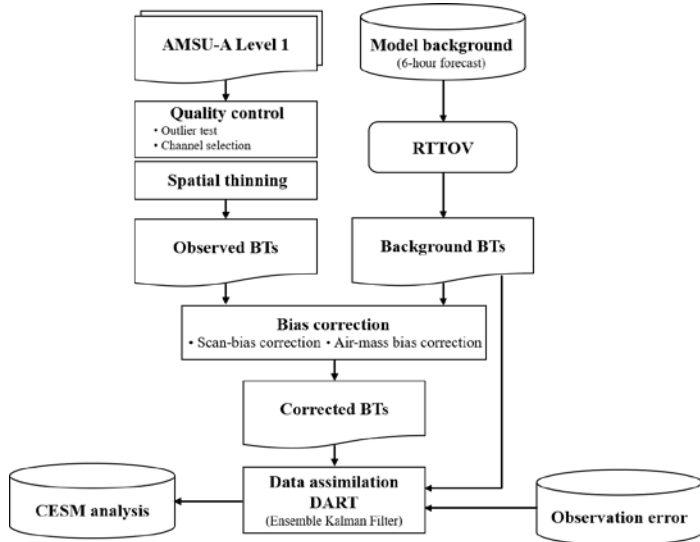 AMSU-A Level 1
Model background
(6-hour forecast)
Quality control
• Outlier test
• Channel selection
RTTOV
Spatial thinning
Observed BTs
Background BTs
Bias correction
• Scan-bias correction • Air-mass bias correction
Corrected BTs
Data assimilation
DART
(Ensemble Kalman Filter)
CESM analysis
Observation error